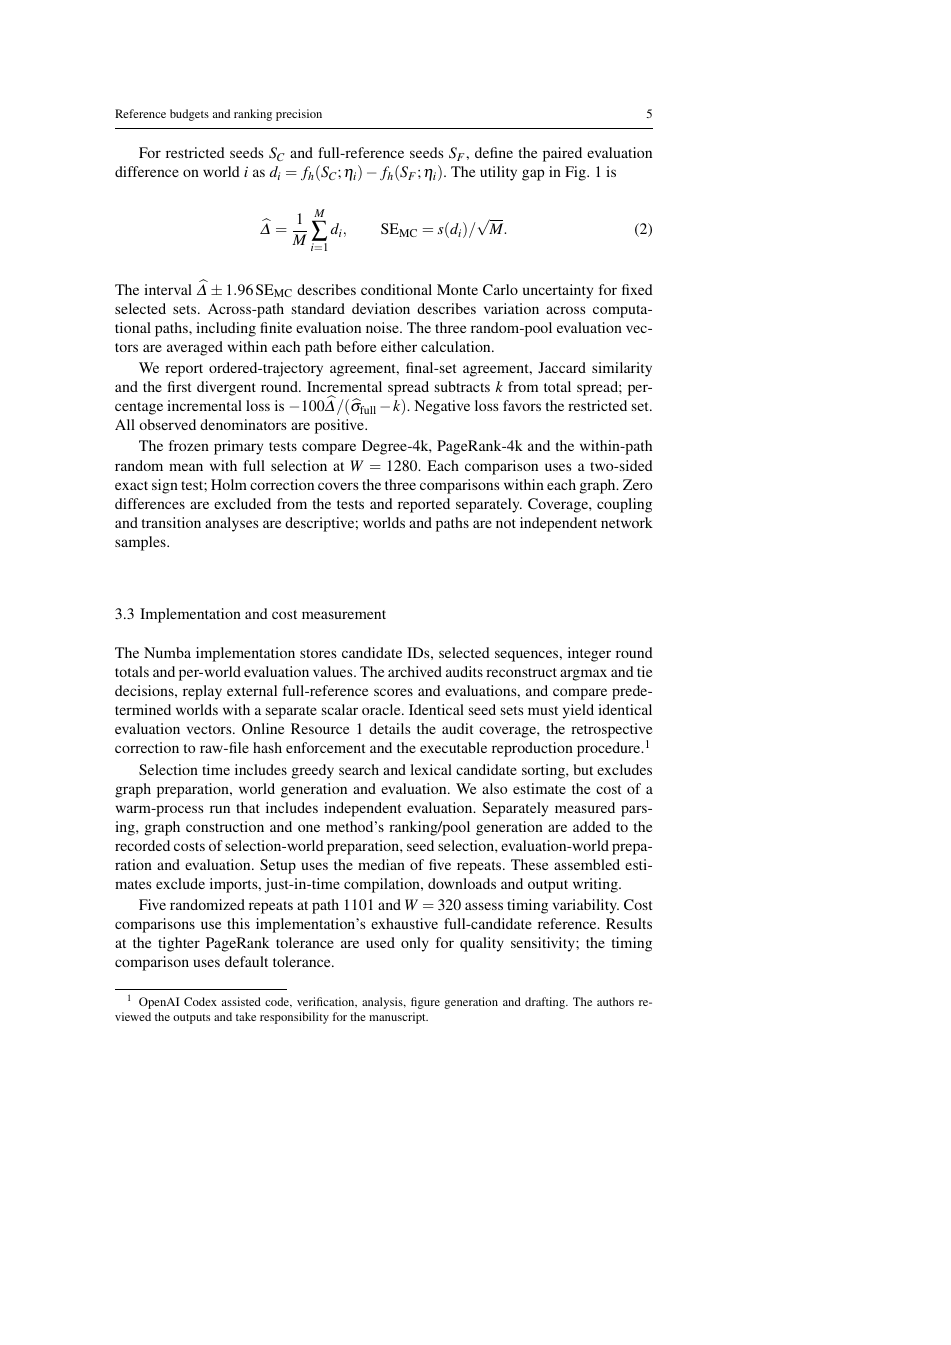 Reference budgets and ranking precision 5
For restricted seeds S_C and full-reference seeds S_F, define the paired evaluation
difference on world i as d_i = f_h(S_C; η_i) − f_h(S_F; η_i). The utility gap in Fig. 1 is
Δ̂ = 1/M ∑_{i=1}^{M} d_i, SE_MC = s(d_i)/√M. (2)
The interval Δ̂ ± 1.96 SE_MC describes conditional Monte Carlo uncertainty for fixed
selected sets. Across-path standard deviation describes variation across computa-
tional paths, including finite evaluation noise. The three random-pool evaluation vec-
tors are averaged within each path before either calculation.
We report ordered-trajectory agreement, final-set agreement, Jaccard similarity
and the first divergent round. Incremental spread subtracts k from total spread; per-
centage incremental loss is −100Δ̂/(σ̂_full − k). Negative loss favors the restricted set.
All observed denominators are positive.
The frozen primary tests compare Degree-4k, PageRank-4k and the within-path
random mean with full selection at W = 1280. Each comparison uses a two-sided
exact sign test; Holm correction covers the three comparisons within each graph. Zero
differences are excluded from the tests and reported separately. Coverage, coupling
and transition analyses are descriptive; worlds and paths are not independent network
samples.
3.3 Implementation and cost measurement
The Numba implementation stores candidate IDs, selected sequences, integer round
totals and per-world evaluation values. The archived audits reconstruct argmax and tie
decisions, replay external full-reference scores and evaluations, and compare prede-
termined worlds with a separate scalar oracle. Identical seed sets must yield identical
evaluation vectors. Online Resource 1 details the audit coverage, the retrospective
correction to raw-file hash enforcement and the executable reproduction procedure.¹
Selection time includes greedy search and lexical candidate sorting, but excludes
graph preparation, world generation and evaluation. We also estimate the cost of a
warm-process run that includes independent evaluation. Separately measured pars-
ing, graph construction and one method's ranking/pool generation are added to the
recorded costs of selection-world preparation, seed selection, evaluation-world prepa-
ration and evaluation. Setup uses the median of five repeats. These assembled esti-
mates exclude imports, just-in-time compilation, downloads and output writing.
Five randomized repeats at path 1101 and W = 320 assess timing variability. Cost
comparisons use this implementation's exhaustive full-candidate reference. Results
at the tighter PageRank tolerance are used only for quality sensitivity; the timing
comparison uses default tolerance.
¹ OpenAI Codex assisted code, verification, analysis, figure generation and drafting. The authors re-
viewed the outputs and take responsibility for the manuscript.